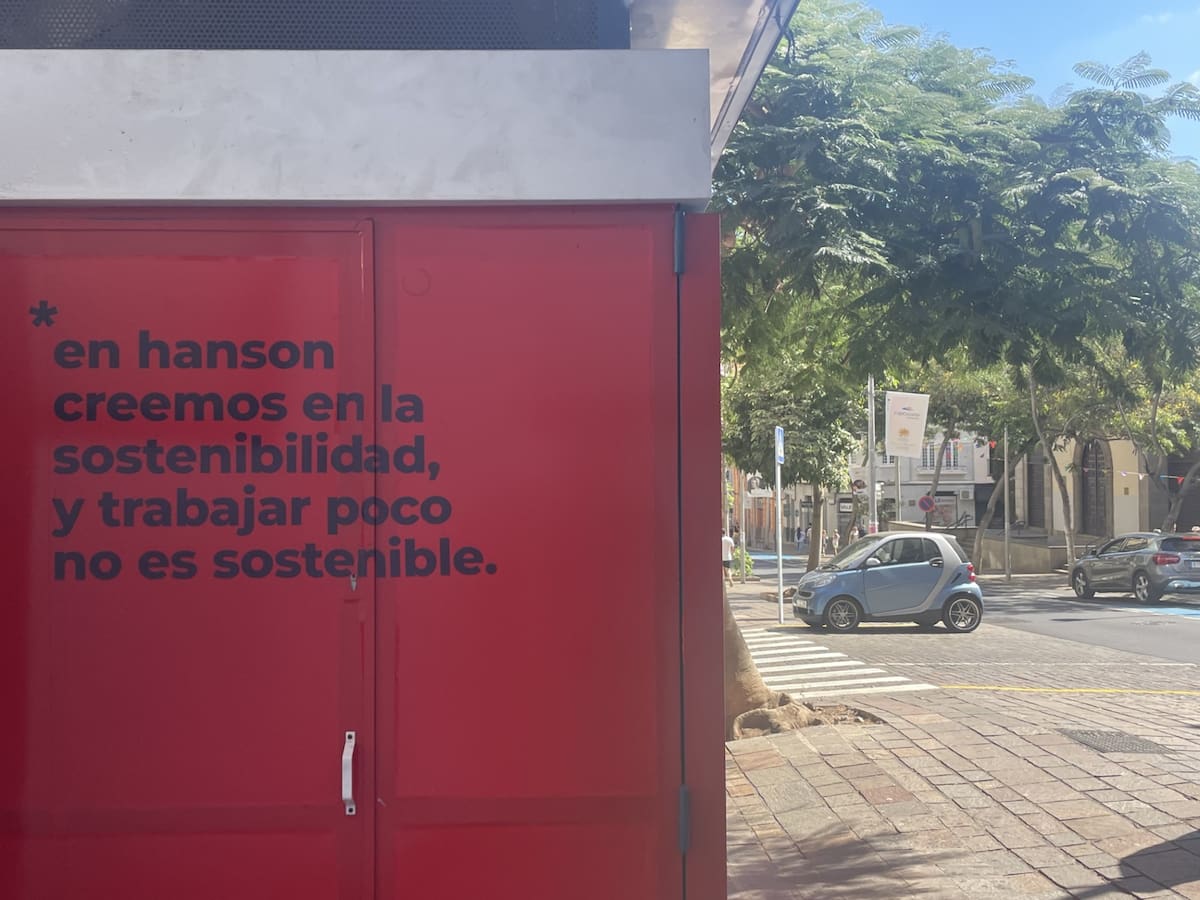 *
en hanson
creemos en la
sostenibilidad,
y trabajar poco
no es sostenible.